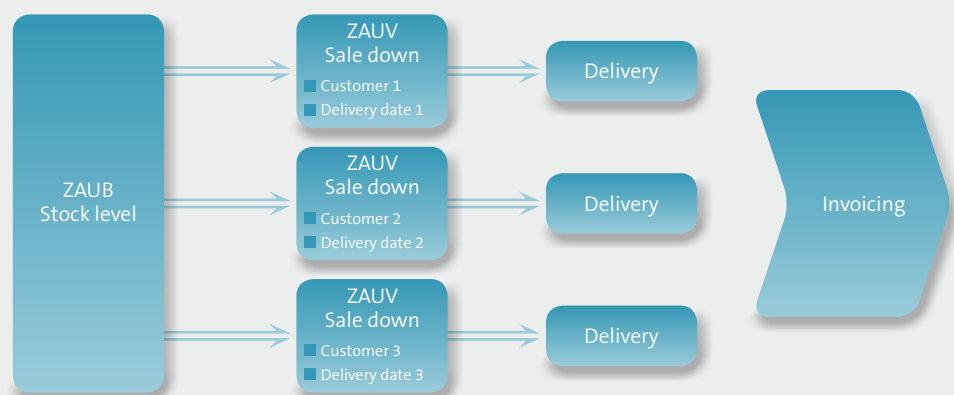 ZAUB
Stock level
ZAUV
Sale down
Customer 1
Delivery date 1
Delivery
ZAUV
Sale down
Customer 2
Delivery date 2
Delivery
ZAUV
Sale down
Customer 3
Delivery date 3
Delivery
Invoicing